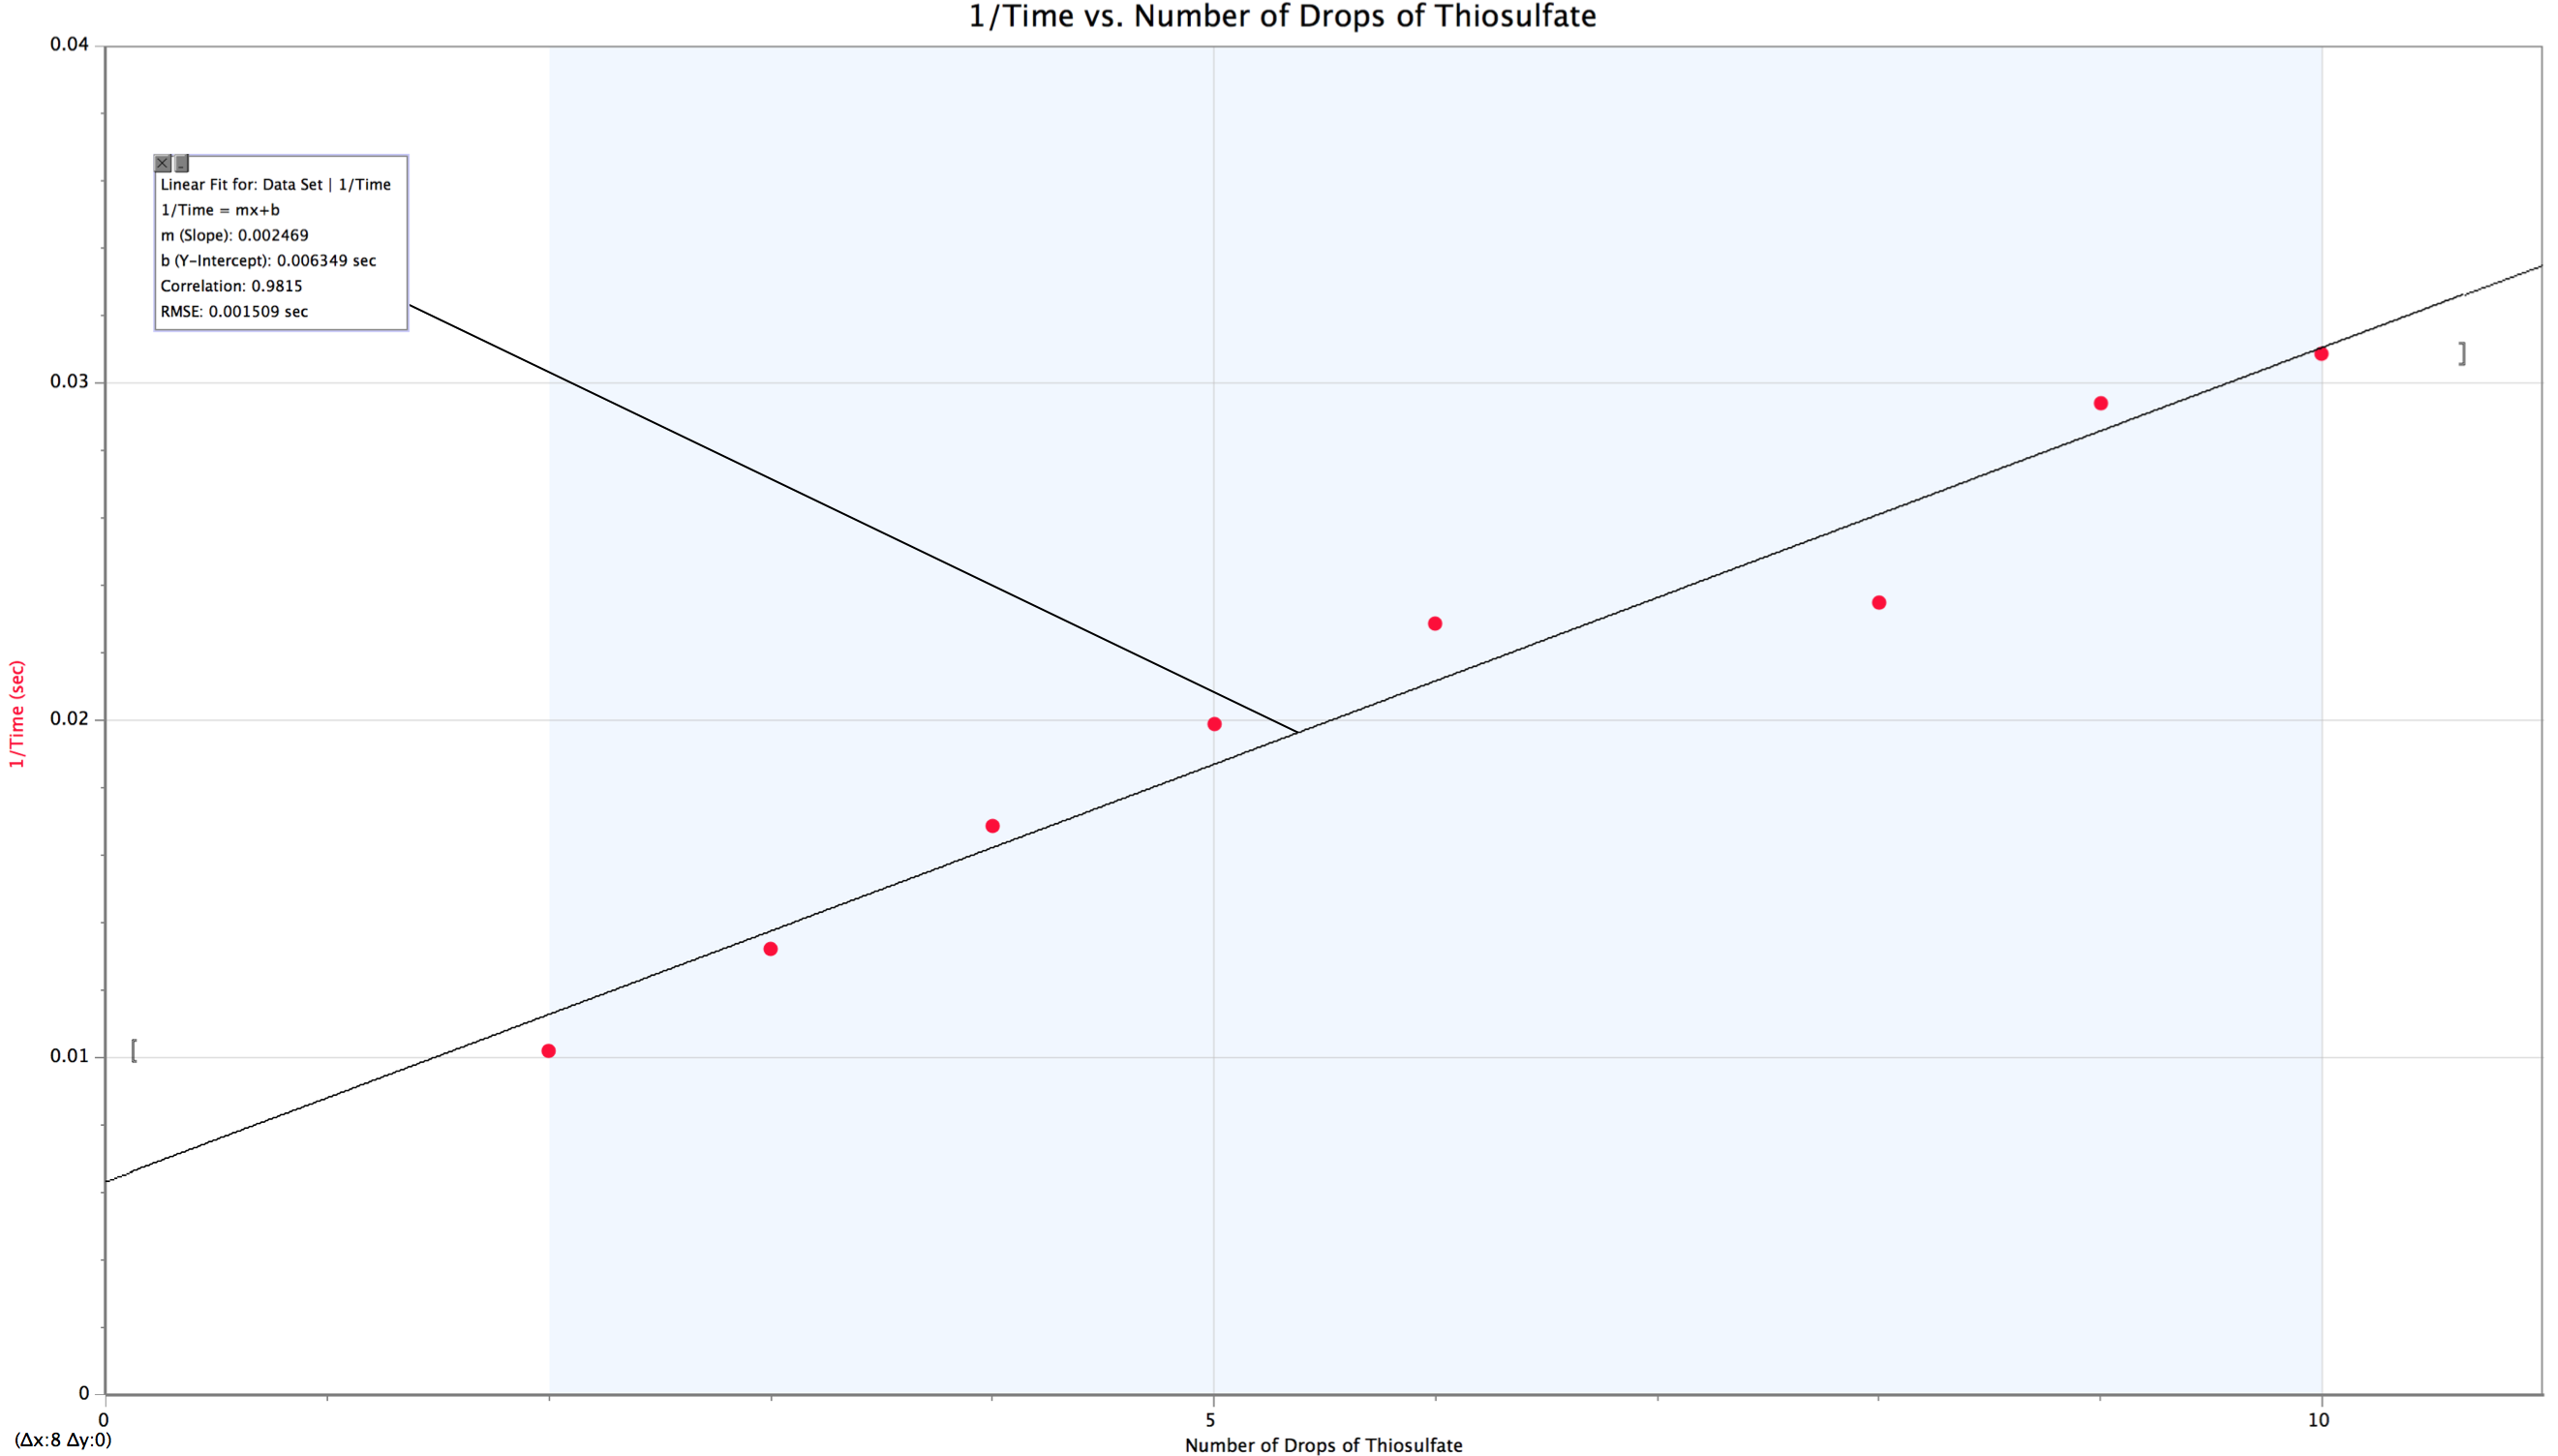 1/Time vs. Number of Drops of Thiosulfate
0.04
Linear Fit for: Data Set | 1/Time
1/Time = mx+b
m (Slope): 0.002469
b (Y-Intercept): 0.006349 sec
Correlation: 0.9815
RMSE: 0.001509 sec
0.03
0.02
1/Time (sec)
0.01
0
0
5
10
(Δx:8 Δy:0)
Number of Drops of Thiosulfate